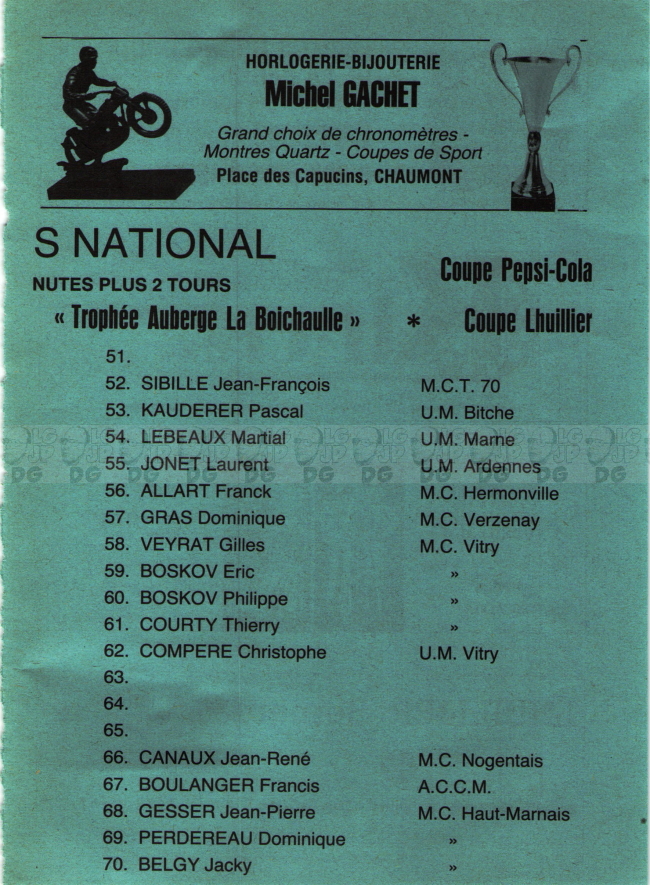 HORLOGERIE-BIJOUTERIE
Michel GACHET
Grand choix de chronomètres -
Montres Quartz - Coupes de Sport
Place des Capucins, CHAUMONT
S NATIONAL
Coupe Pepsi-Cola
NUTES PLUS 2 TOURS
« Trophée Auberge La Boichaulle » * Coupe Lhuillier
51.
52. SIBILLE Jean-François M.C.T. 70
53. KAUDERER Pascal U.M. Bitche
54. LEBEAUX Martial U.M. Marne
55. JONET Laurent U.M. Ardennes
56. ALLART Franck M.C. Hermonville
57. GRAS Dominique M.C. Verzenay
58. VEYRAT Gilles M.C. Vitry
59. BOSKOV Eric »
60. BOSKOV Philippe »
61. COURTY Thierry »
62. COMPERE Christophe U.M. Vitry
63.
64.
65.
66. CANAUX Jean-René M.C. Nogentais
67. BOULANGER Francis A.C.C.M.
68. GESSER Jean-Pierre M.C. Haut-Marnais
69. PERDEREAU Dominique »
70. BELGY Jacky »